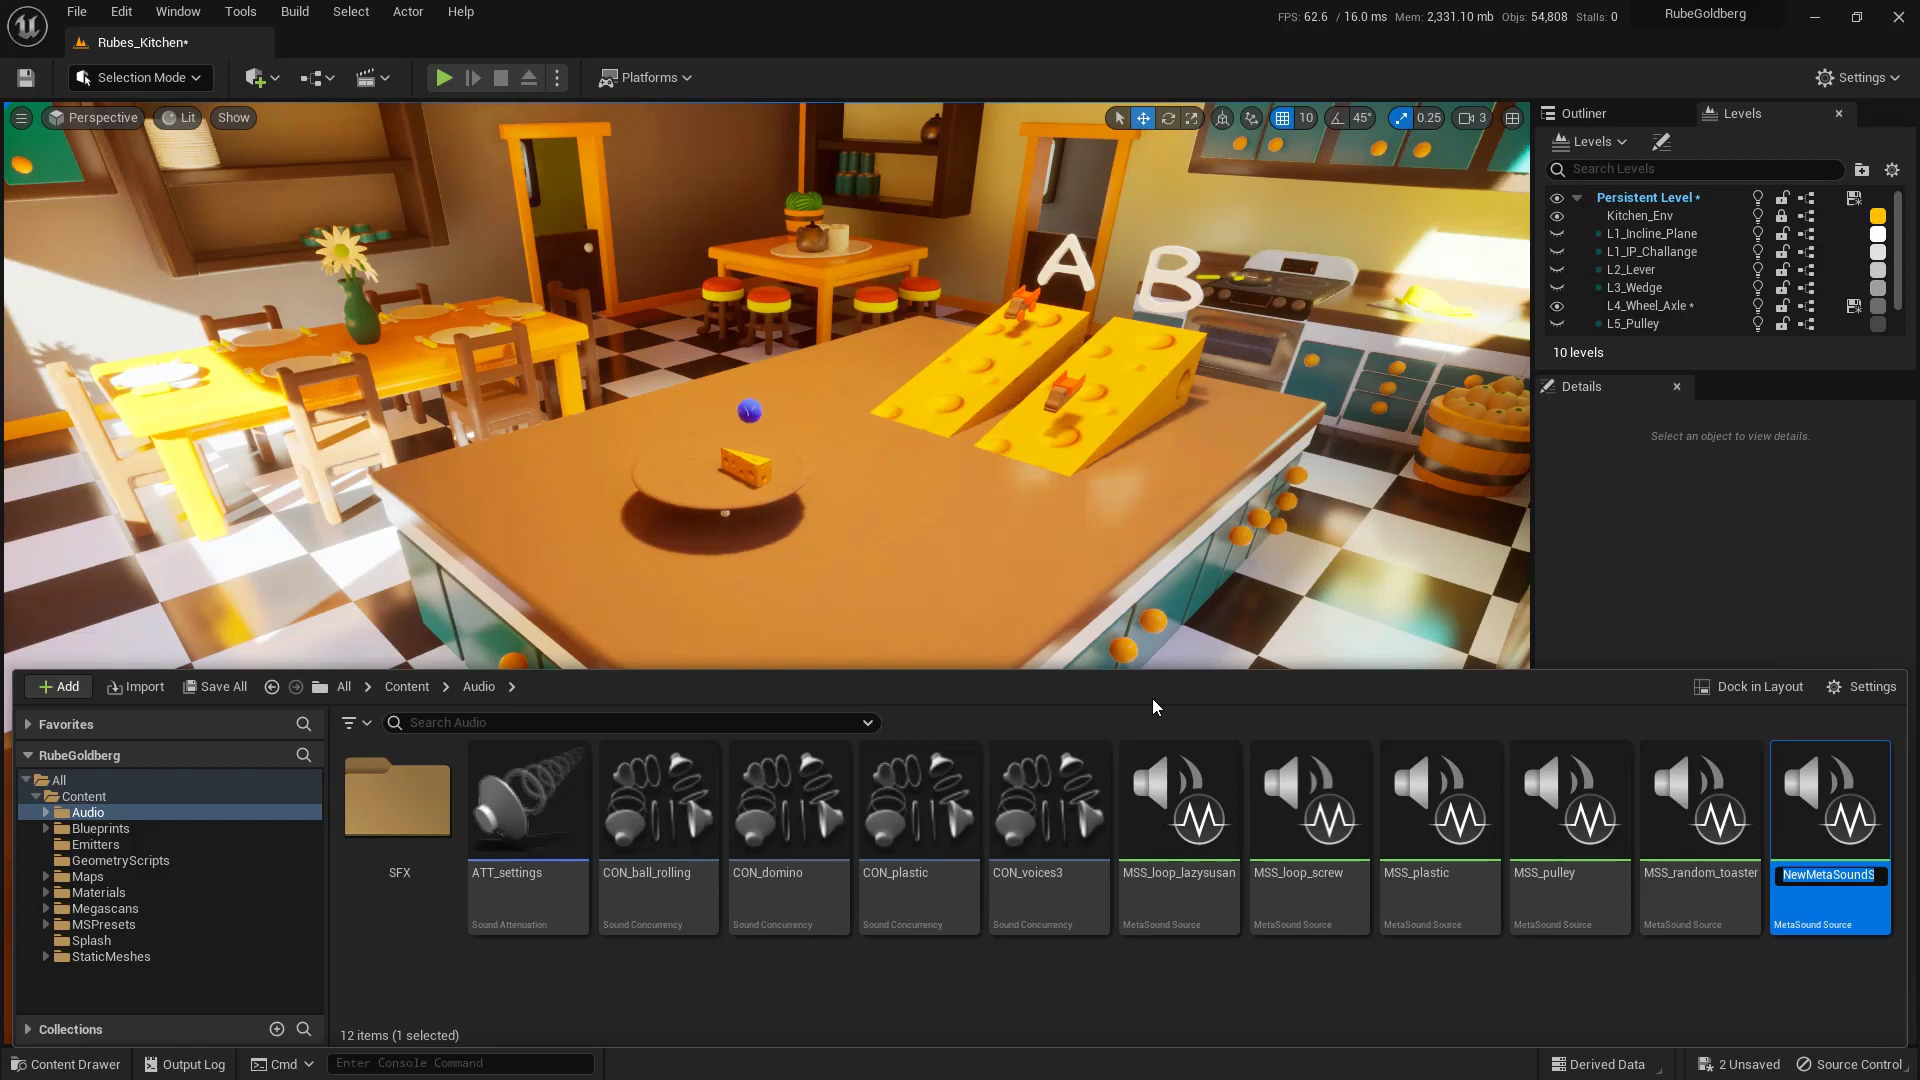 File Edit Window Tools Build Select Actor Help
FPS: 62.6 / 16.0 ms Mem: 2,331.10 mb Objs: 54,808 Stalls: 0
RubeGoldberg
Rubes_Kitchen*
Selection Mode
Platforms
Settings
Perspective Lit Show
10 45° 0.25 3
Outliner
Levels
Levels
Search Levels
Persistent Level *
Kitchen_Env
L1_Incline_Plane
L1_IP_Challange
L2_Lever
L3_Wedge
L4_Wheel_Axle *
L5_Pulley
10 levels
Details
Select an object to view details.
A B
Add Import Save All All Content Audio
Dock in Layout Settings
Favorites
Search Audio
RubeGoldberg
All
Content
Audio
Blueprints
Emitters
GeometryScripts
Maps
Materials
Megascans
MSPresets
Splash
StaticMeshes
Collections
SFX
ATT_settings
Sound Attenuation
CON_ball_rolling
Sound Concurrency
CON_domino
Sound Concurrency
CON_plastic
Sound Concurrency
CON_voices3
Sound Concurrency
MSS_loop_lazysusan
MetaSound Source
MSS_loop_screw
MetaSound Source
MSS_plastic
MetaSound Source
MSS_pulley
MetaSound Source
MSS_random_toaster
MetaSound Source
NewMetaSoundS
MetaSound Source
12 items (1 selected)
Content Drawer Output Log Cmd Enter Console Command
Derived Data 2 Unsaved Source Control